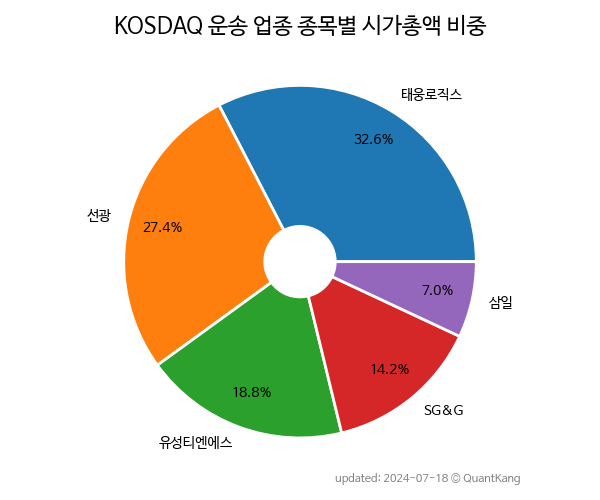 KOSDAQ 운송 업종 종목별 시가총액 비중
태웅로직스
32.6%
선광
27.4%
7.0%
삼일
14.2%
18.8%
SG&G
유성티엔에스
updated: 2024-07-18 © QuantKang